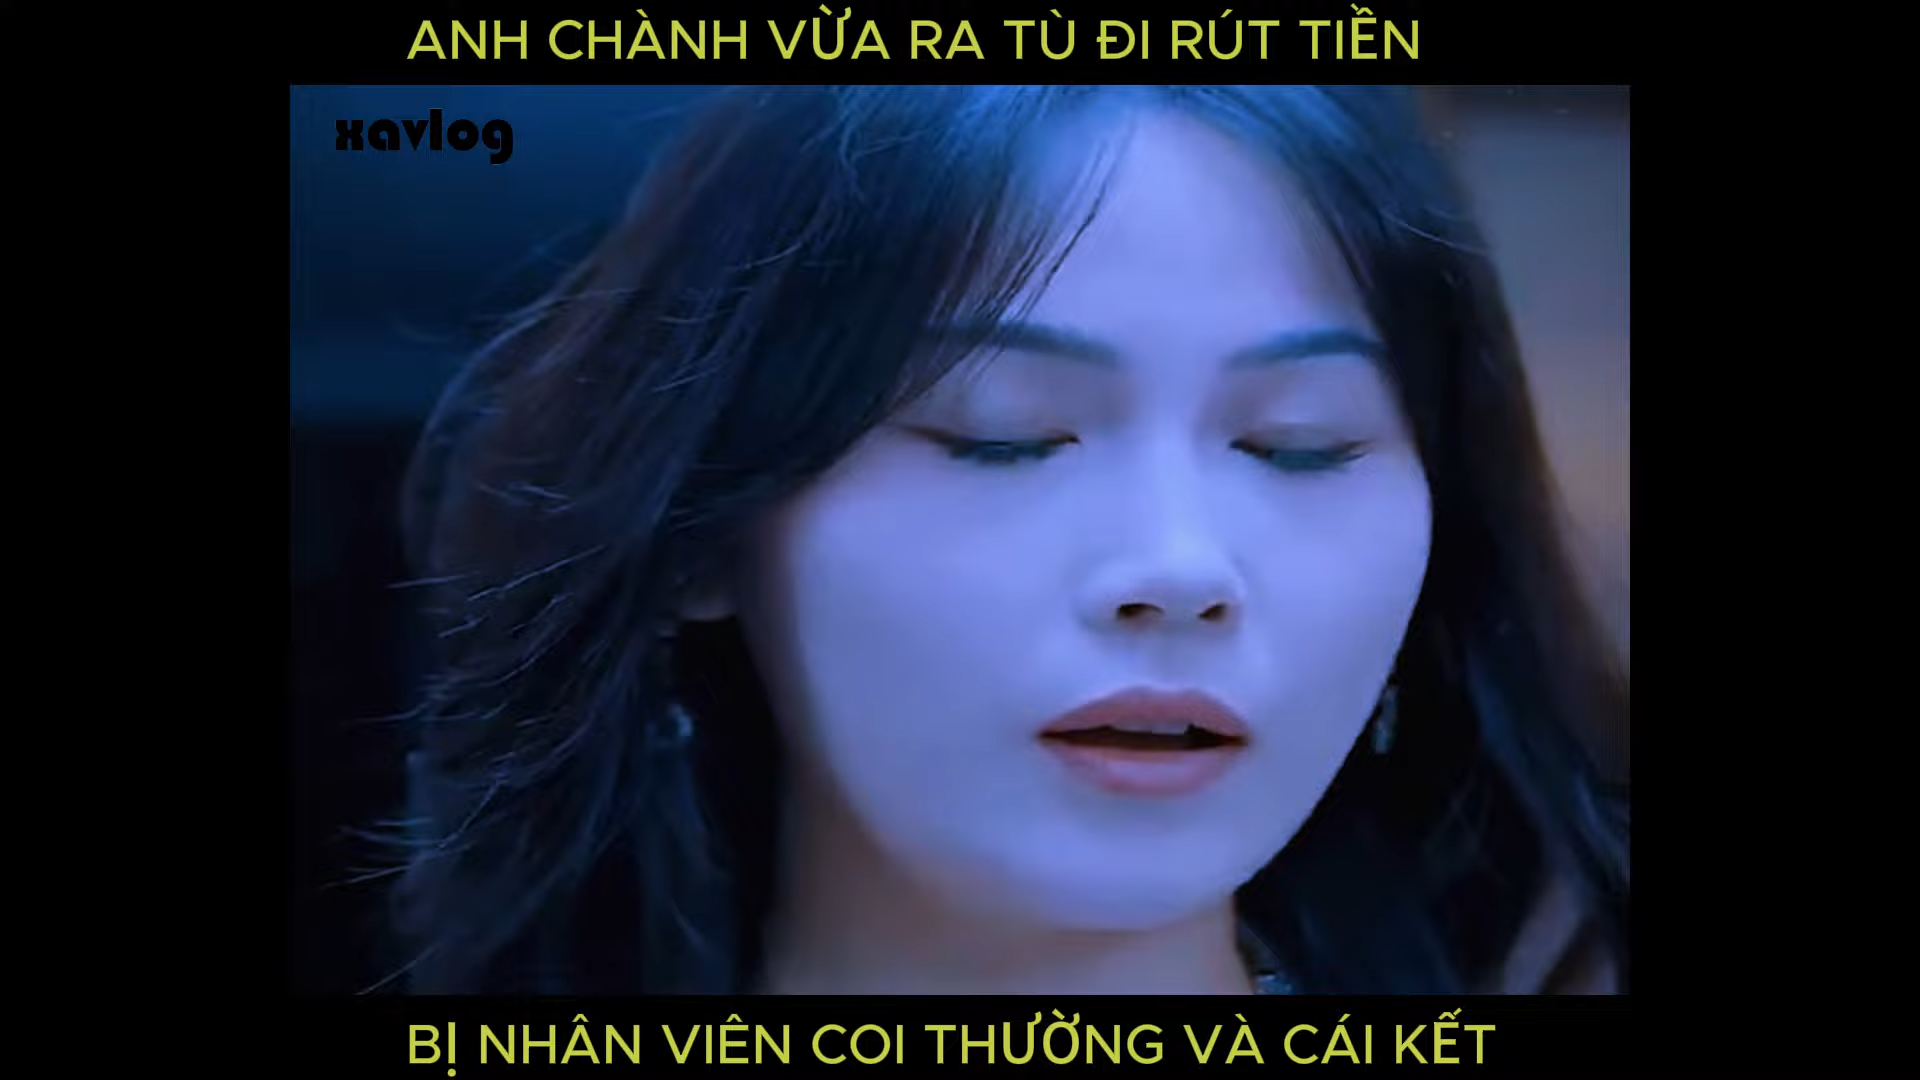 ANH CHÀNH VỪA RA TÙ ĐI RÚT TIỀN
xavlog
BỊ NHÂN VIÊN COI THƯỜNG VÀ CÁI KẾT